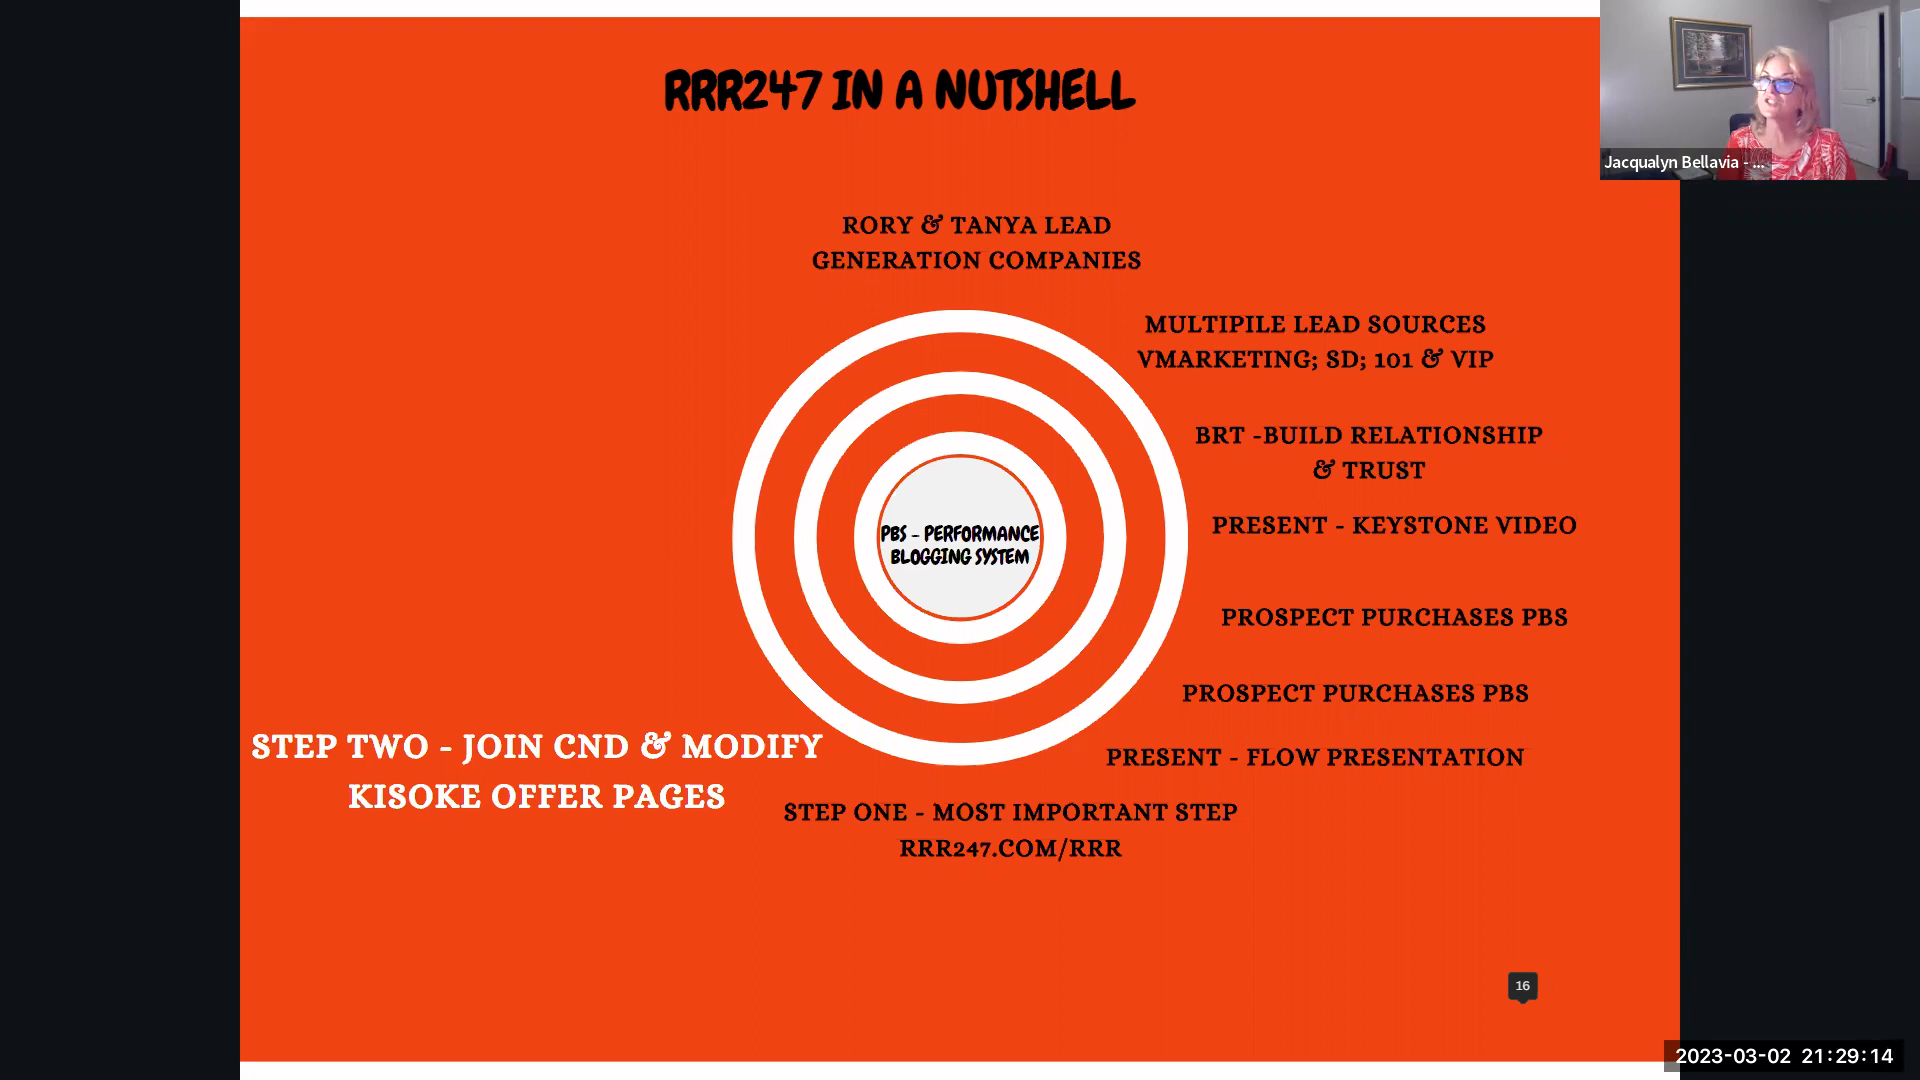 RRR247 IN A NUTSHELL
Jacqualyn Bellavia - ...
RORY & TANYA LEAD
GENERATION COMPANIES
MULTIPILE LEAD SOURCES
VMARKETING; SD; 101 & VIP
BRT -BUILD RELATIONSHIP
& TRUST
PRESENT - KEYSTONE VIDEO
PBS - PERFORMANCE
BLOGGING SYSTEM
PROSPECT PURCHASES PBS
PROSPECT PURCHASES PBS
PRESENT - FLOW PRESENTATION
STEP ONE - MOST IMPORTANT STEP
RRR247.COM/RRR
STEP TWO - JOIN CND & MODIFY
KISOKE OFFER PAGES
16
2023-03-02 21:29:14